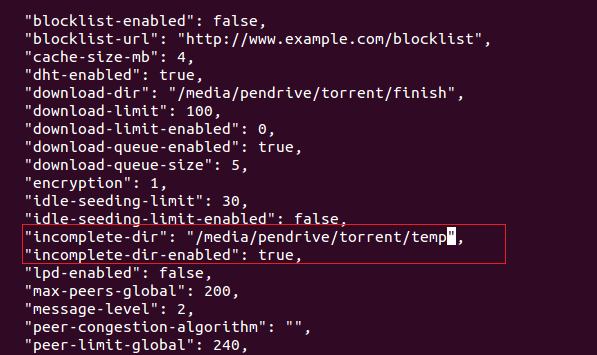 "blocklist-enabled": false,
"blocklist-url": "http://www.example.com/blocklist",
"cache-size-mb": 4,
"dht-enabled": true,
"download-dir": "/media/pendrive/torrent/finish",
"download-limit": 100,
"download-limit-enabled": 0,
"download-queue-enabled": true,
"download-queue-size": 5,
"encryption": 1,
"idle-seeding-limit": 30,
"idle-seeding-limit-enabled": false,
"incomplete-dir": "/media/pendrive/torrent/temp",
"incomplete-dir-enabled": true,
"lpd-enabled": false,
"max-peers-global": 200,
"message-level": 2,
"peer-congestion-algorithm": "",
"peer-limit-global": 240,